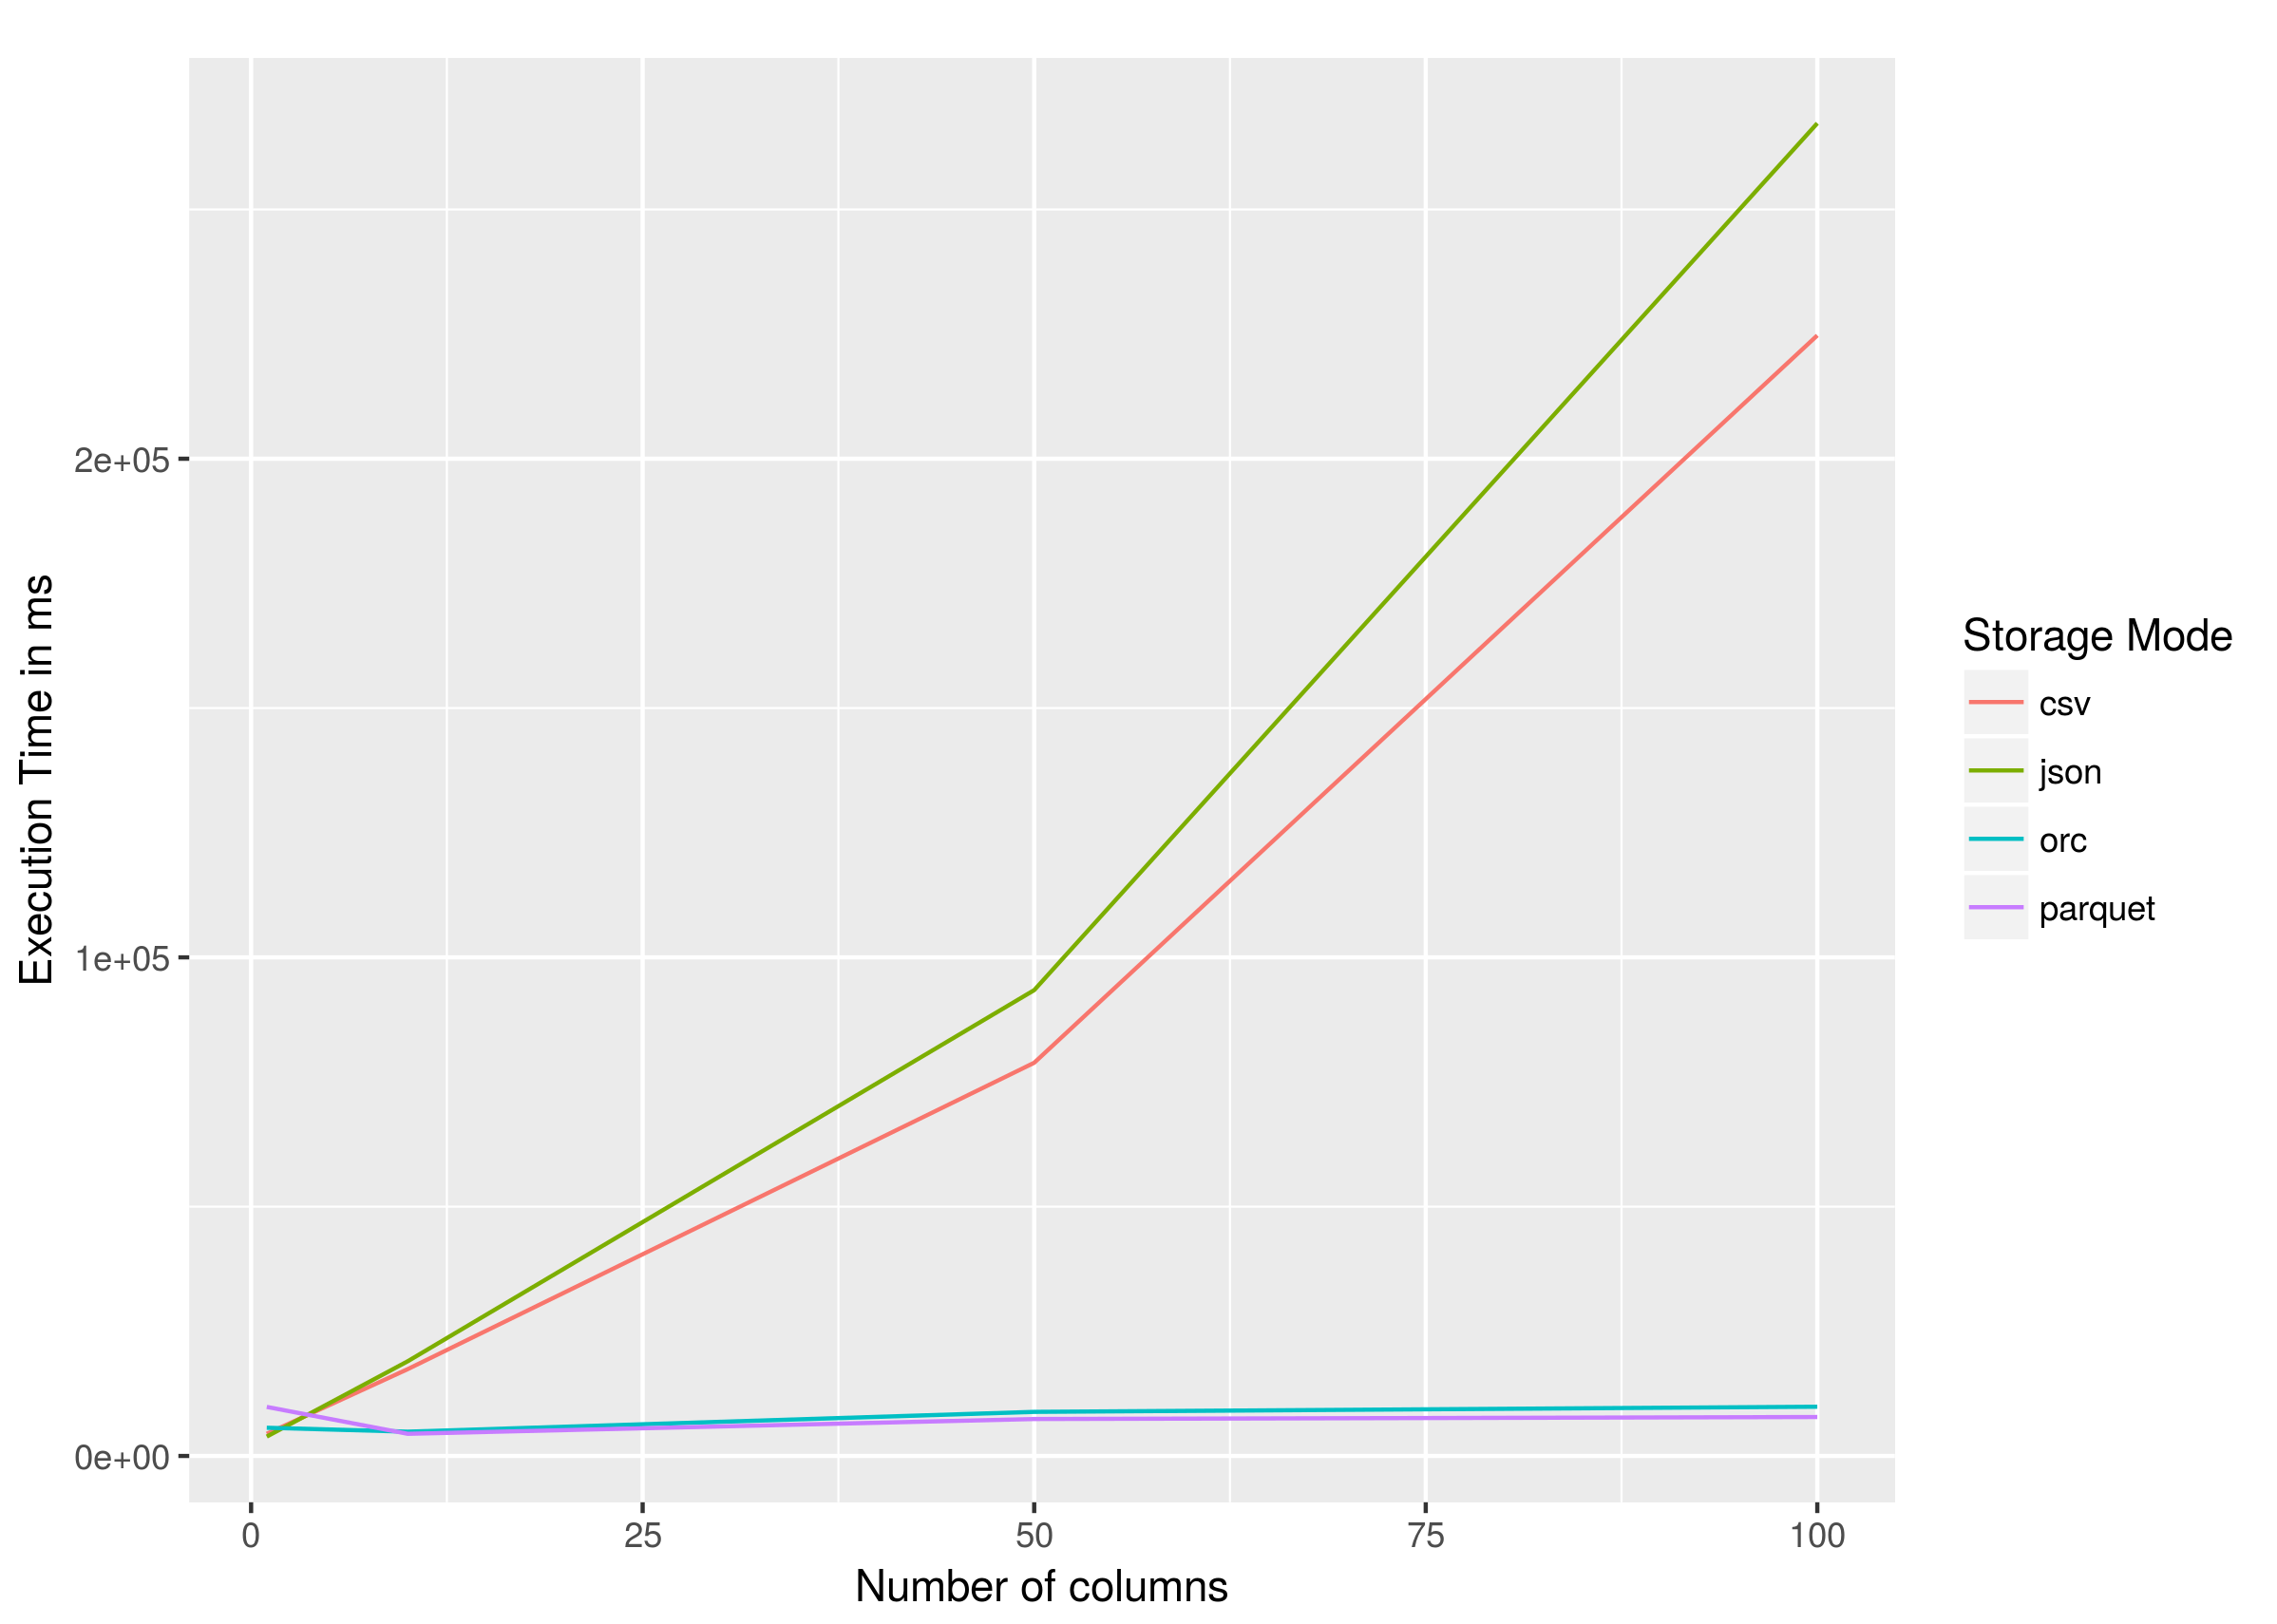 Execution Time in ms
2e+05
1e+05
0e+00
0
25
50
75
100
Number of columns
Storage Mode
csv
json
orc
parquet